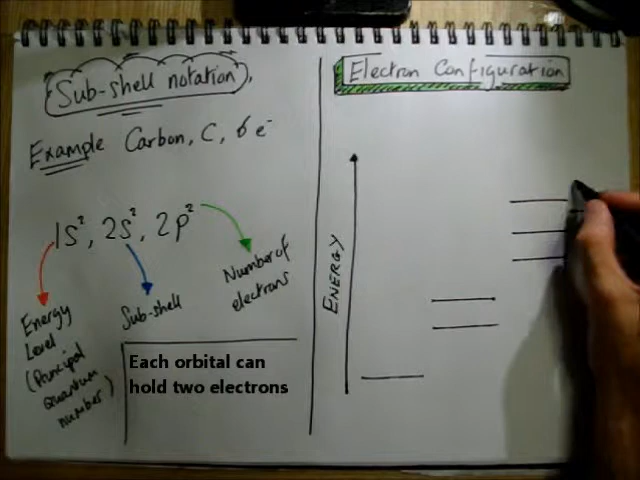 Sub-shell notation,
Example Carbon, C, 6 e⁻
1s², 2s², 2p²
Energy
Level
(Principal
Quantum
number)
Sub-shell
Number of
electrons
Each orbital can
hold two electrons
Electron Configuration
ENERGY